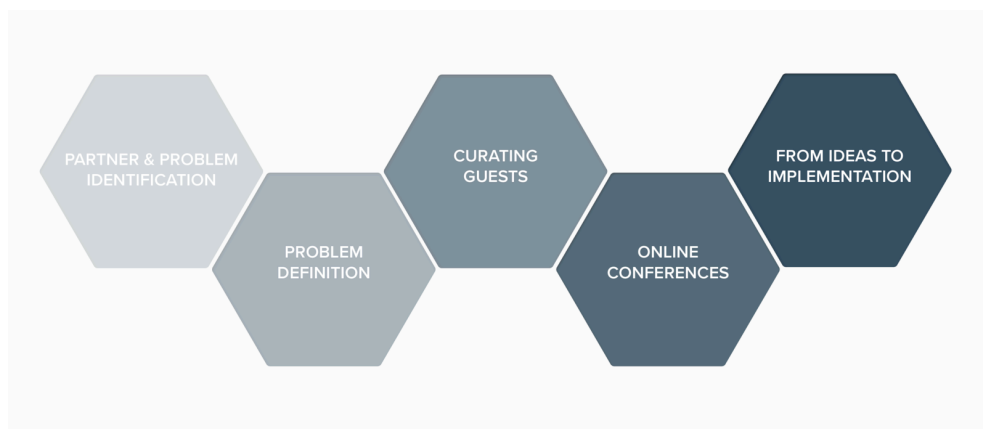 PARTNER & PROBLEM
IDENTIFICATION
PROBLEM
DEFINITION
CURATING
GUESTS
ONLINE
CONFERENCES
FROM IDEAS TO
IMPLEMENTATION